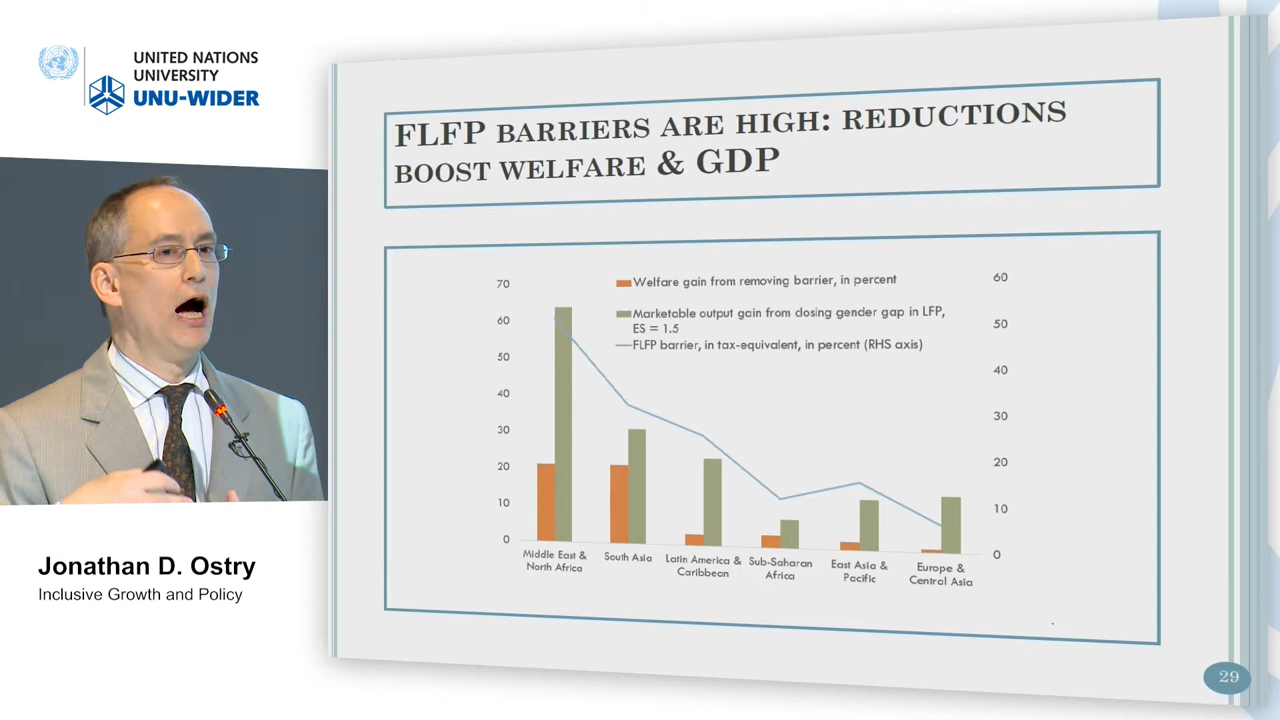 UNITED NATIONS
UNIVERSITY
UNU-WIDER
FLFP BARRIERS ARE HIGH: REDUCTIONS
BOOST WELFARE & GDP
70
60
50
40
30
20
10
0
Welfare gain from removing barrier, in percent
Marketable output gain from closing gender gap in LFP,
ES = 1.5
FLFP barrier, in tax-equivalent, in percent (RHS axis)
60
50
40
30
20
10
0
Middle East &
North Africa
South Asia
Latin America &
Caribbean
Sub-Saharan
Africa
East Asia &
Pacific
Europe &
Central Asia
Jonathan D. Ostry
Inclusive Growth and Policy
29